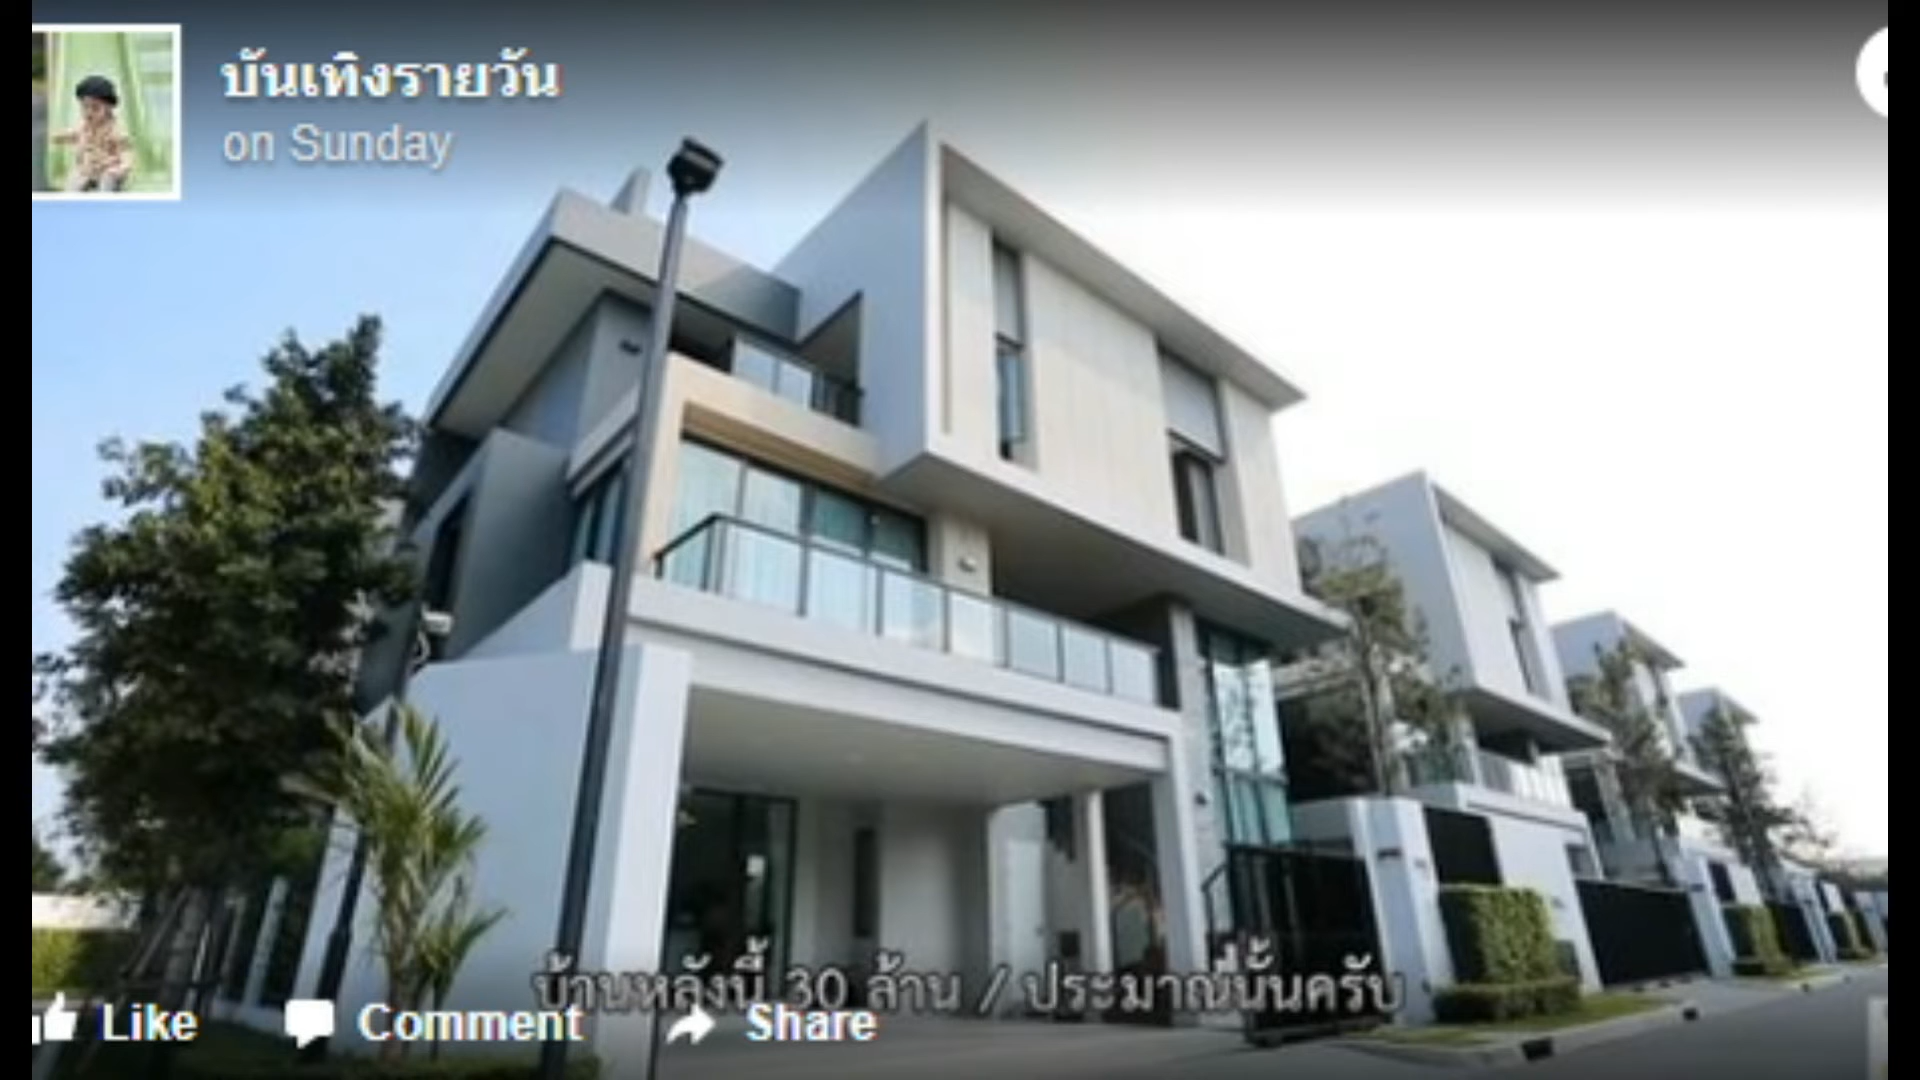 บันเทิงรายวัน
on Sunday
บ้านหลังนี้ 30 ล้าน / ประมาณนั้นครับ
Like Comment Share